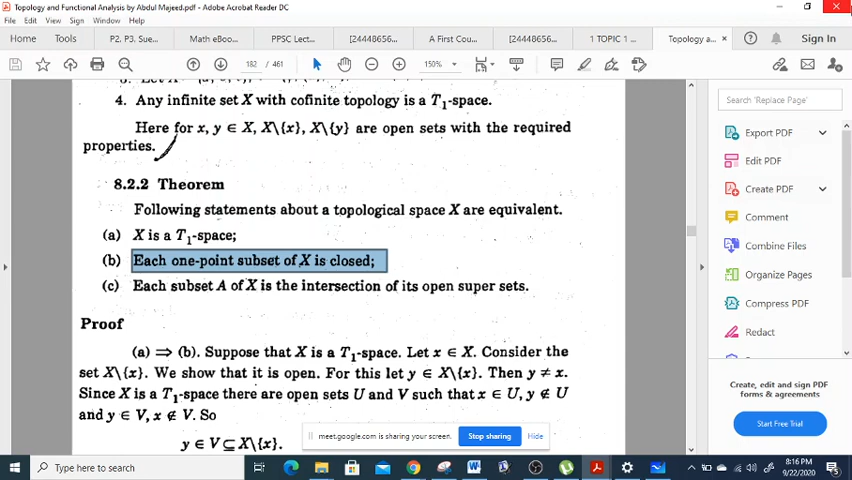 Topology and Functional Analysis by Abdul Majeed.pdf - Adobe Acrobat Reader DC
File Edit View Sign Window Help
Home Tools P2. P3. Sue... Math eBoo... PPSC Lect... [24448656... A First Cour... [24448656... 1 TOPIC 1 ... Topology a... Sign In
182 / 461 150%
4. Any infinite set X with cofinite topology is a T₁-space.
Here for x, y ∈ X, X\{x}, X\{y} are open sets with the required
properties.
8.2.2 Theorem
Following statements about a topological space X are equivalent.
(a) X is a T₁-space;
(b) Each one-point subset of X is closed;
(c) Each subset A of X is the intersection of its open super sets.
Proof
(a) ⇒ (b). Suppose that X is a T₁-space. Let x ∈ X. Consider the
set X\{x}. We show that it is open. For this let y ∈ X\{x}. Then y ≠ x.
Since X is a T₁-space there are open sets U and V such that x ∈ U, y ∉ U
and y ∈ V, x ∉ V. So
y ∈ V ⊆ X\{x}.
meet.google.com is sharing your screen. Stop sharing Hide
Search 'Replace Page'
Export PDF
Edit PDF
Create PDF
Comment
Combine Files
Organize Pages
Compress PDF
Redact
Create, edit and sign PDF
forms & agreements
Start Free Trial
Type here to search
8:16 PM
9/22/2020